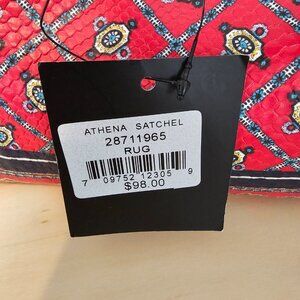 ATHENA SATCHEL
28711965
RUG
7 09752 12305 9
$98.00